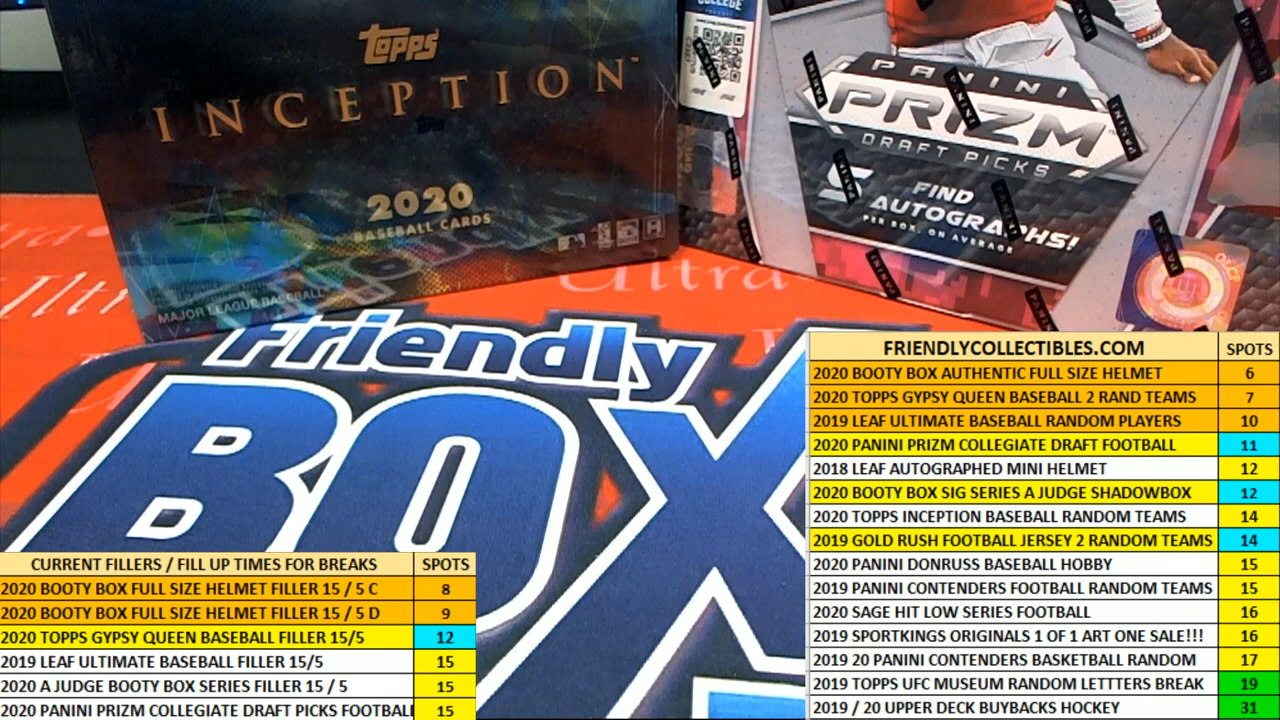 topps
INCEPTION
2020
BASEBALL CARDS
MAJOR LEAGUE BASEBALL
COLLEGE
PANINI
PRIZM
DRAFT PICKS
5 FIND
AUTOGRAPHS!
PER BOX, ON AVERAGE
Ultra
Friendly
BOX
FRIENDLYCOLLECTIBLES.COM SPOTS
2020 BOOTY BOX AUTHENTIC FULL SIZE HELMET 6
2020 TOPPS GYPSY QUEEN BASEBALL 2 RAND TEAMS 7
2019 LEAF ULTIMATE BASEBALL RANDOM PLAYERS 10
2020 PANINI PRIZM COLLEGIATE DRAFT FOOTBALL 11
2018 LEAF AUTOGRAPHED MINI HELMET 12
2020 BOOTY BOX SIG SERIES A JUDGE SHADOWBOX 12
2020 TOPPS INCEPTION BASEBALL RANDOM TEAMS 14
2019 GOLD RUSH FOOTBALL JERSEY 2 RANDOM TEAMS 14
2020 PANINI DONRUSS BASEBALL HOBBY 15
2019 PANINI CONTENDERS FOOTBALL RANDOM TEAMS 15
2020 SAGE HIT LOW SERIES FOOTBALL 16
2019 SPORTKINGS ORIGINALS 1 OF 1 ART ONE SALE!!! 16
2019 20 PANINI CONTENDERS BASKETBALL RANDOM 17
2019 TOPPS UFC MUSEUM RANDOM LETTTERS BREAK 19
2019 / 20 UPPER DECK BUYBACKS HOCKEY 31
CURRENT FILLERS / FILL UP TIMES FOR BREAKS SPOTS
2020 BOOTY BOX FULL SIZE HELMET FILLER 15 / 5 C 8
2020 BOOTY BOX FULL SIZE HELMET FILLER 15 / 5 D 9
2020 TOPPS GYPSY QUEEN BASEBALL FILLER 15/5 12
2019 LEAF ULTIMATE BASEBALL FILLER 15/5 15
2020 A JUDGE BOOTY BOX SERIES FILLER 15 / 5 15
2020 PANINI PRIZM COLLEGIATE DRAFT PICKS FOOTBALL 15